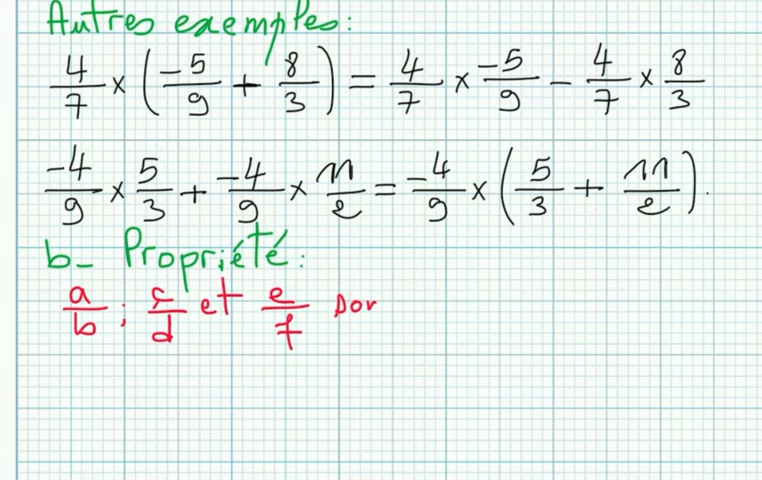 Autres exemples:
4/7 × (-5/9 + 8/3) = 4/7 × -5/9 - 4/7 × 8/3
-4/9 × 5/3 + -4/9 × 11/2 = -4/9 × (5/3 + 11/2).
b- Propriété:
a/b ; c/d et e/f sor